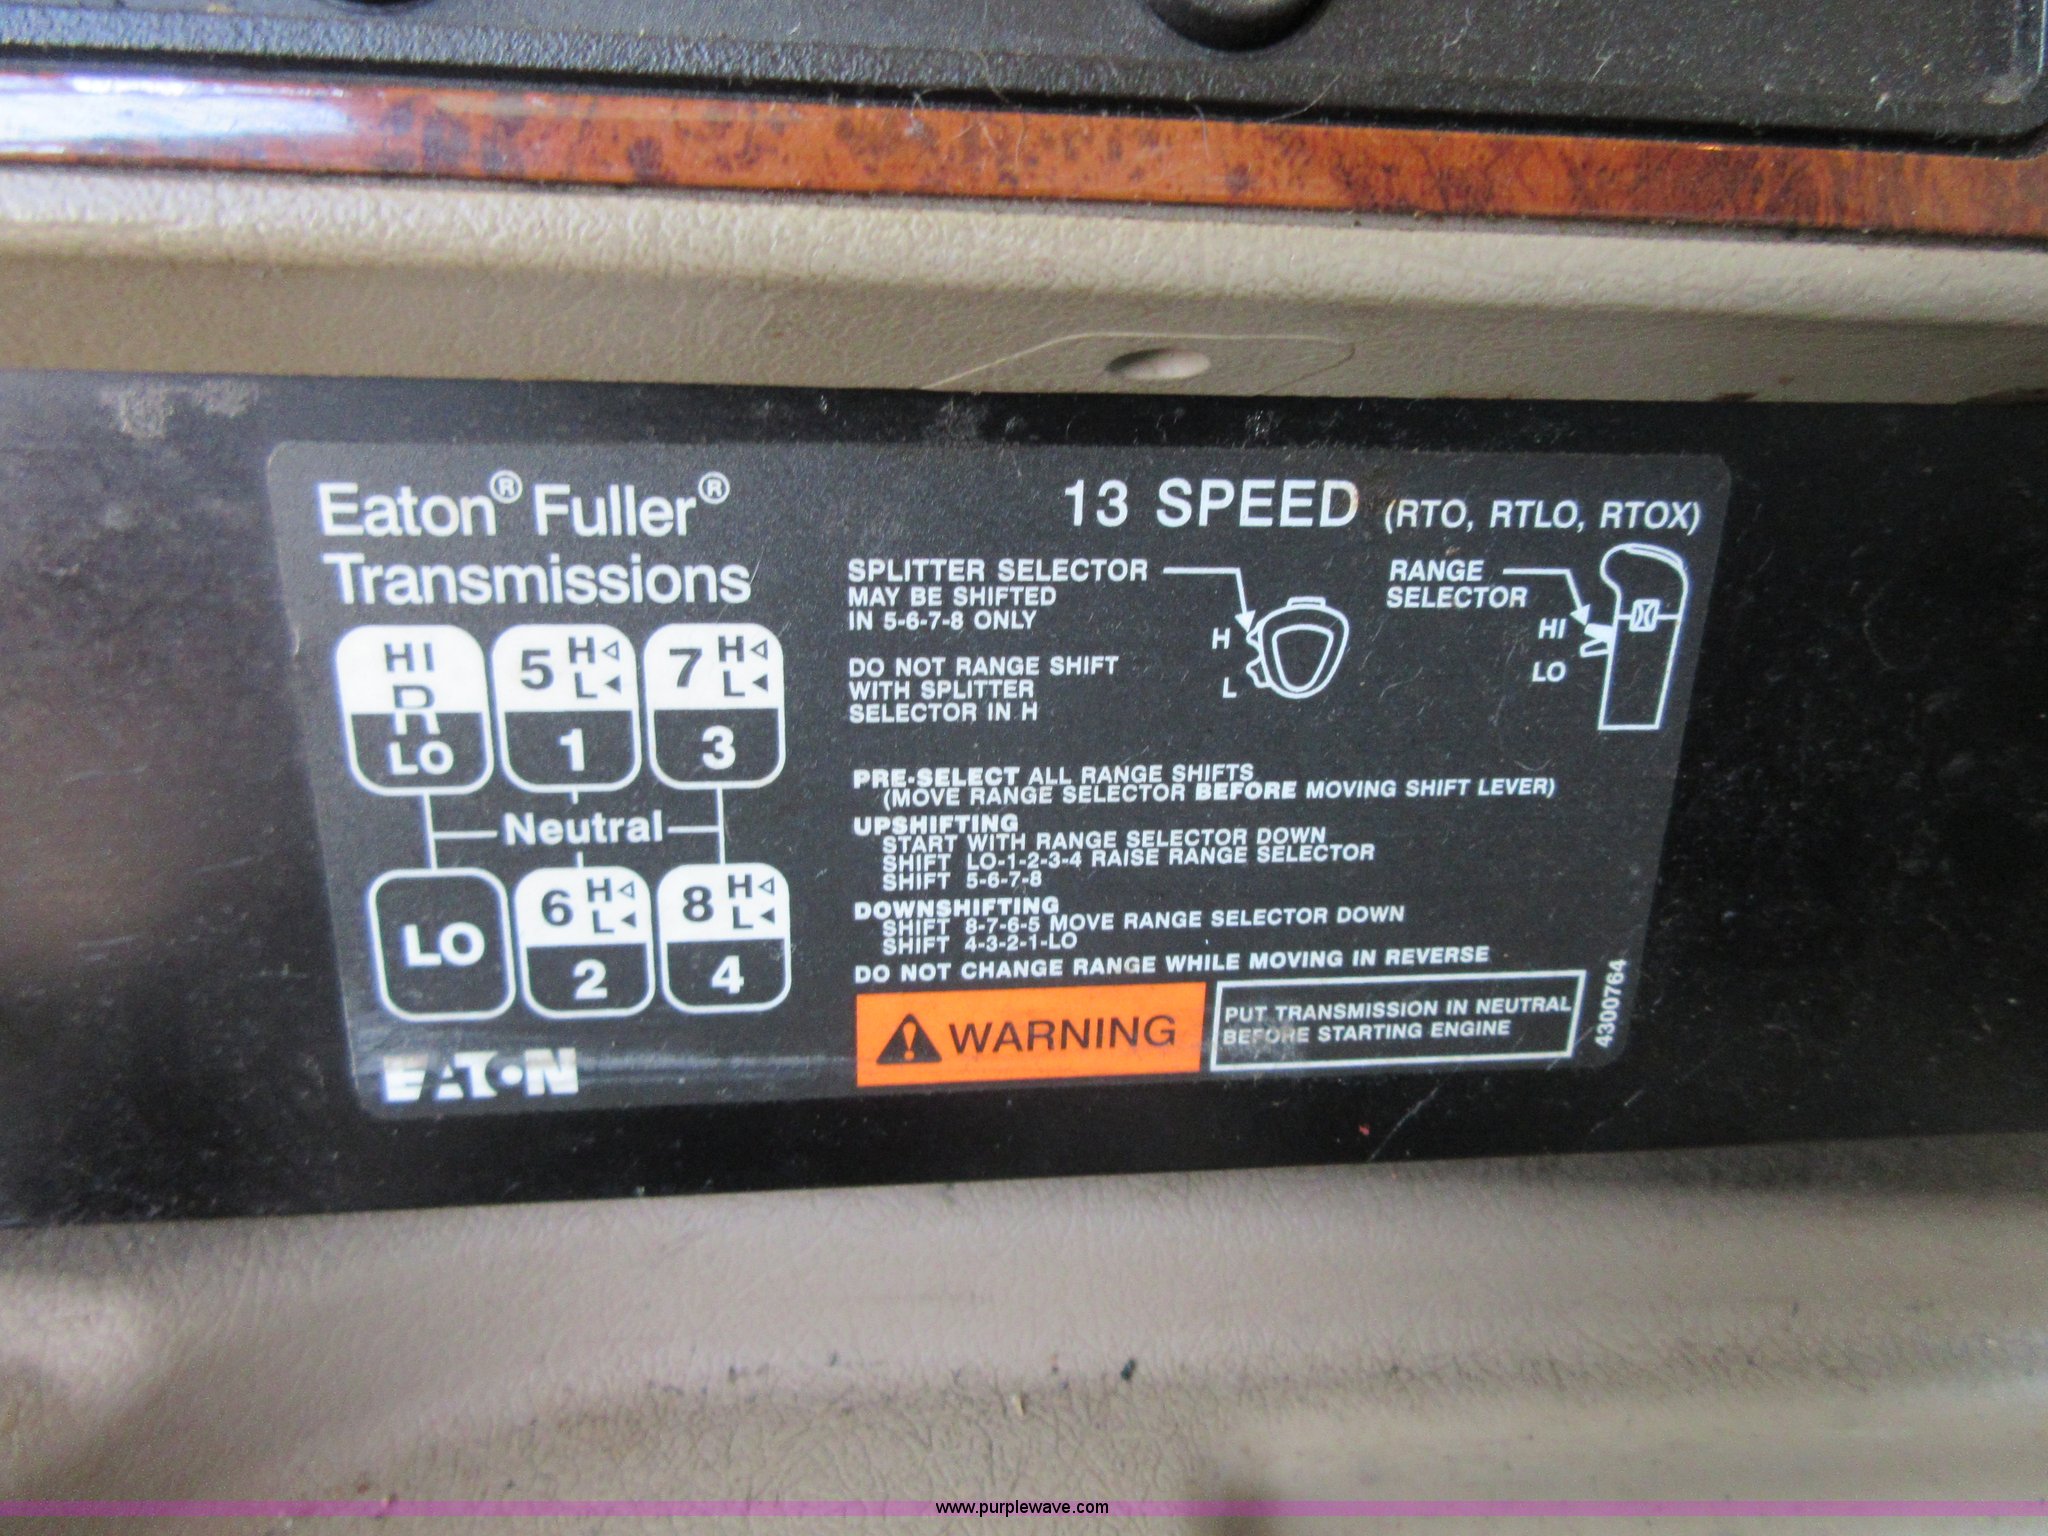 Eaton® Fuller®
Transmissions
13 SPEED (RTO, RTLO, RTOX)
HI
R
LO
5 H L
1
7 H L
3
Neutral
LO
6 H L
2
8 H L
4
EATON
SPLITTER SELECTOR
MAY BE SHIFTED
IN 5-6-7-8 ONLY
H
L
RANGE
SELECTOR
HI
LO
DO NOT RANGE SHIFT
WITH SPLITTER
SELECTOR IN H
PRE-SELECT ALL RANGE SHIFTS
(MOVE RANGE SELECTOR BEFORE MOVING SHIFT LEVER)
UPSHIFTING
START WITH RANGE SELECTOR DOWN
SHIFT LO-1-2-3-4 RAISE RANGE SELECTOR
SHIFT 5-6-7-8
DOWNSHIFTING
SHIFT 8-7-6-5 MOVE RANGE SELECTOR DOWN
SHIFT 4-3-2-1-LO
DO NOT CHANGE RANGE WHILE MOVING IN REVERSE
WARNING
PUT TRANSMISSION IN NEUTRAL
BEFORE STARTING ENGINE
4300764
www.purplewave.com